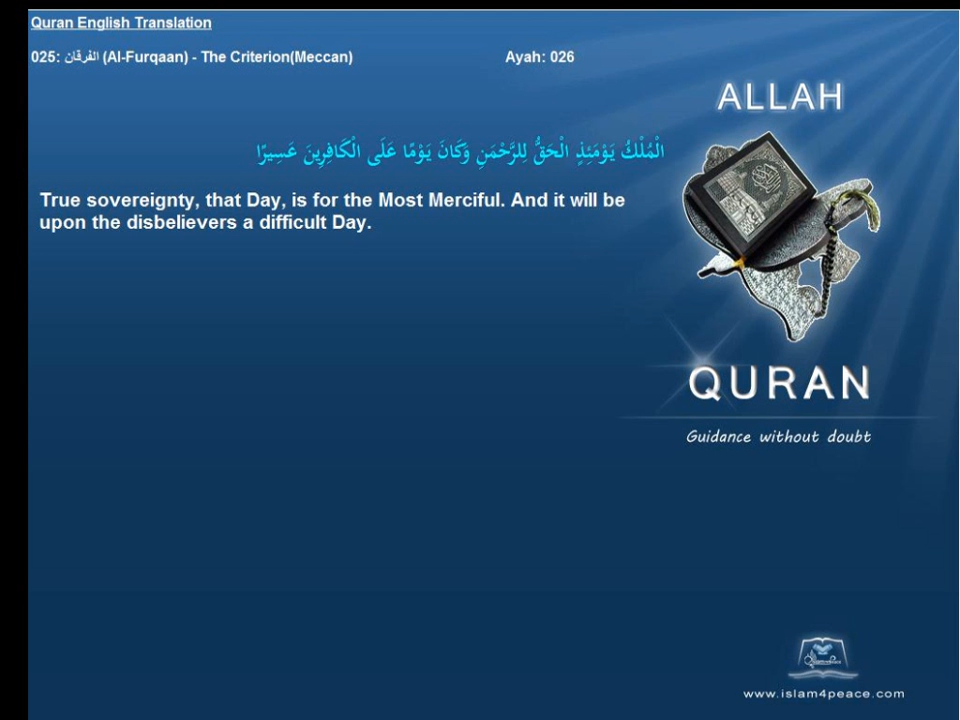 Quran English Translation
025: الفرقان (Al-Furqaan) - The Criterion(Meccan)
Ayah: 026
ALLAH
الْمُلْكُ يَوْمَئِذٍ الْحَقُّ لِلرَّحْمَنِ وَكَانَ يَوْمًا عَلَى الْكَافِرِينَ عَسِيرًا
True sovereignty, that Day, is for the Most Merciful. And it will be
upon the disbelievers a difficult Day.
QURAN
Guidance without doubt
www.islam4peace.com